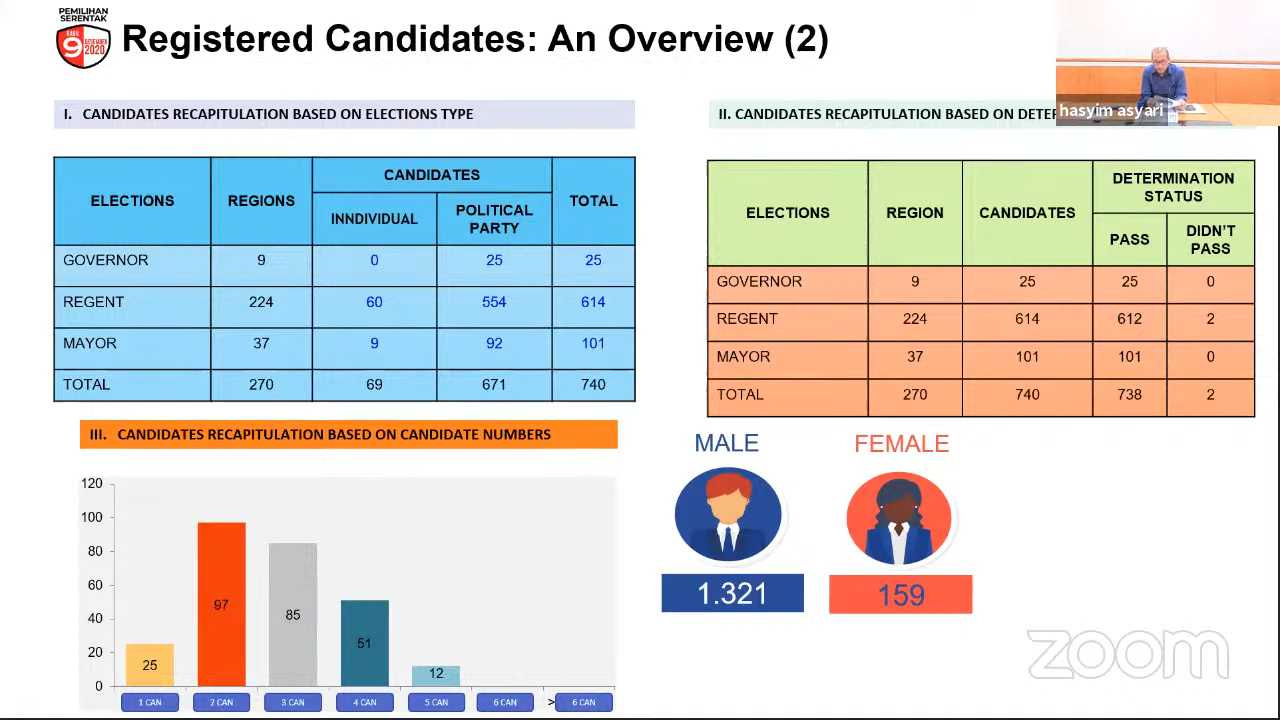 PEMILIHAN
SERENTAK
RABU
9
DESEMBER
2020
Registered Candidates: An Overview (2)
hasyim asyari
I. CANDIDATES RECAPITULATION BASED ON ELECTIONS TYPE
ELECTIONS REGIONS CANDIDATES TOTAL
INNDIVIDUAL POLITICAL PARTY
GOVERNOR 9 0 25 25
REGENT 224 60 554 614
MAYOR 37 9 92 101
TOTAL 270 69 671 740
II. CANDIDATES RECAPITULATION BASED ON
ELECTIONS REGION CANDIDATES DETERMINATION STATUS
PASS DIDN'T PASS
GOVERNOR 9 25 25 0
REGENT 224 614 612 2
MAYOR 37 101 101 0
TOTAL 270 740 738 2
III. CANDIDATES RECAPITULATION BASED ON CANDIDATE NUMBERS
120
100
80
60
40
20
0
25 97 85 51 12
1 CAN 2 CAN 3 CAN 4 CAN 5 CAN 6 CAN > 6 CAN
MALE FEMALE
1.321 159
zoom